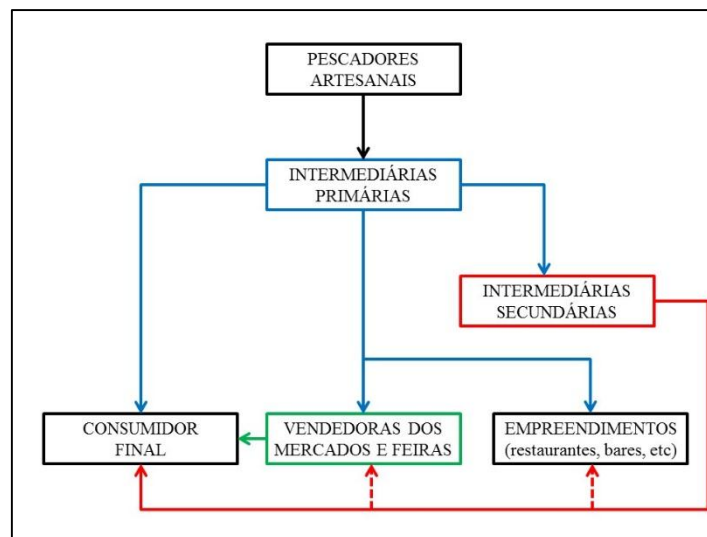 PESCADORES
ARTESANAIS
INTERMEDIÁRIAS
PRIMÁRIAS
INTERMEDIÁRIAS
SECUNDÁRIAS
CONSUMIDOR
FINAL
VENDEDORAS DOS
MERCADOS E FEIRAS
EMPREENDIMENTOS
(restaurantes, bares, etc)